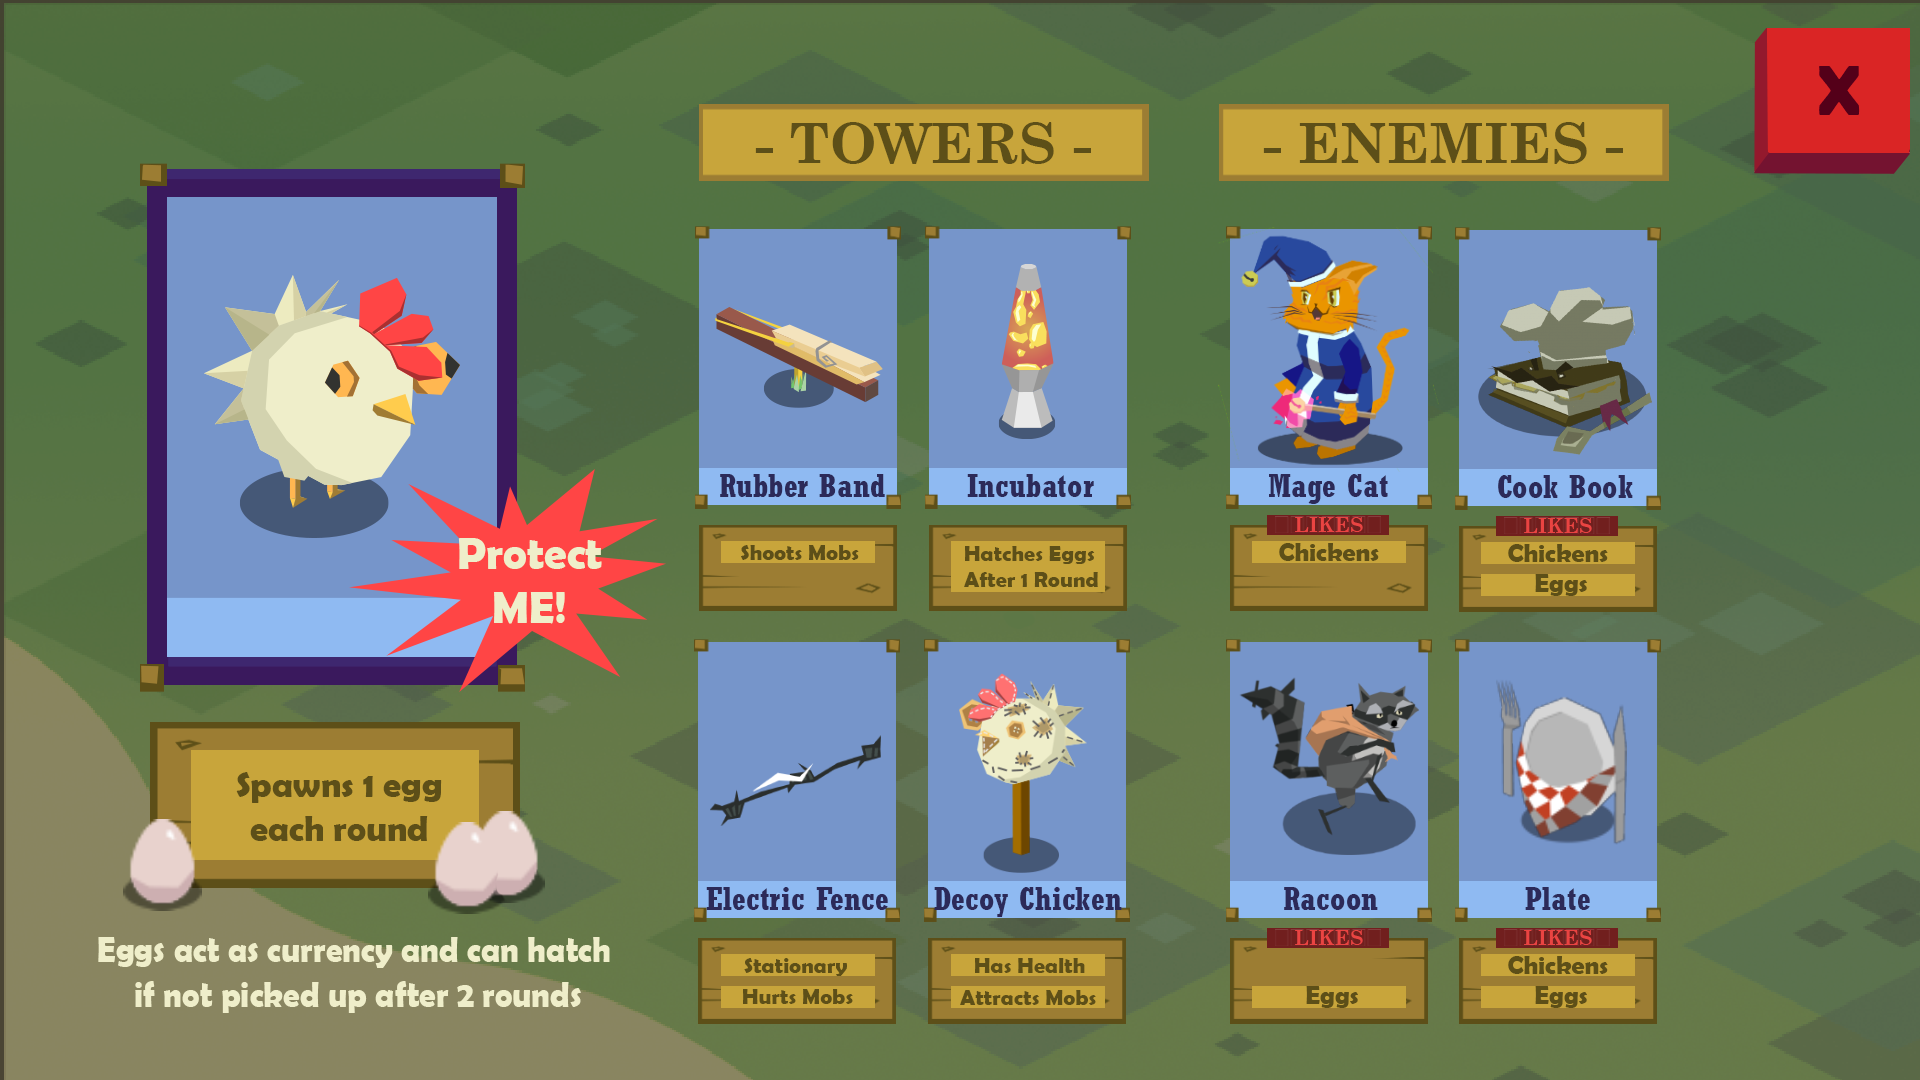 X
- TOWERS -
- ENEMIES -
Protect
ME!
Spawns 1 egg
each round
Eggs act as currency and can hatch
if not picked up after 2 rounds
Rubber Band
Shoots Mobs
Incubator
Hatches Eggs
After 1 Round
Electric Fence
Stationary
Hurts Mobs
Decoy Chicken
Has Health
Attracts Mobs
Mage Cat
LIKES
Chickens
Cook Book
LIKES
Chickens
Eggs
Racoon
LIKES
Eggs
Plate
LIKES
Chickens
Eggs